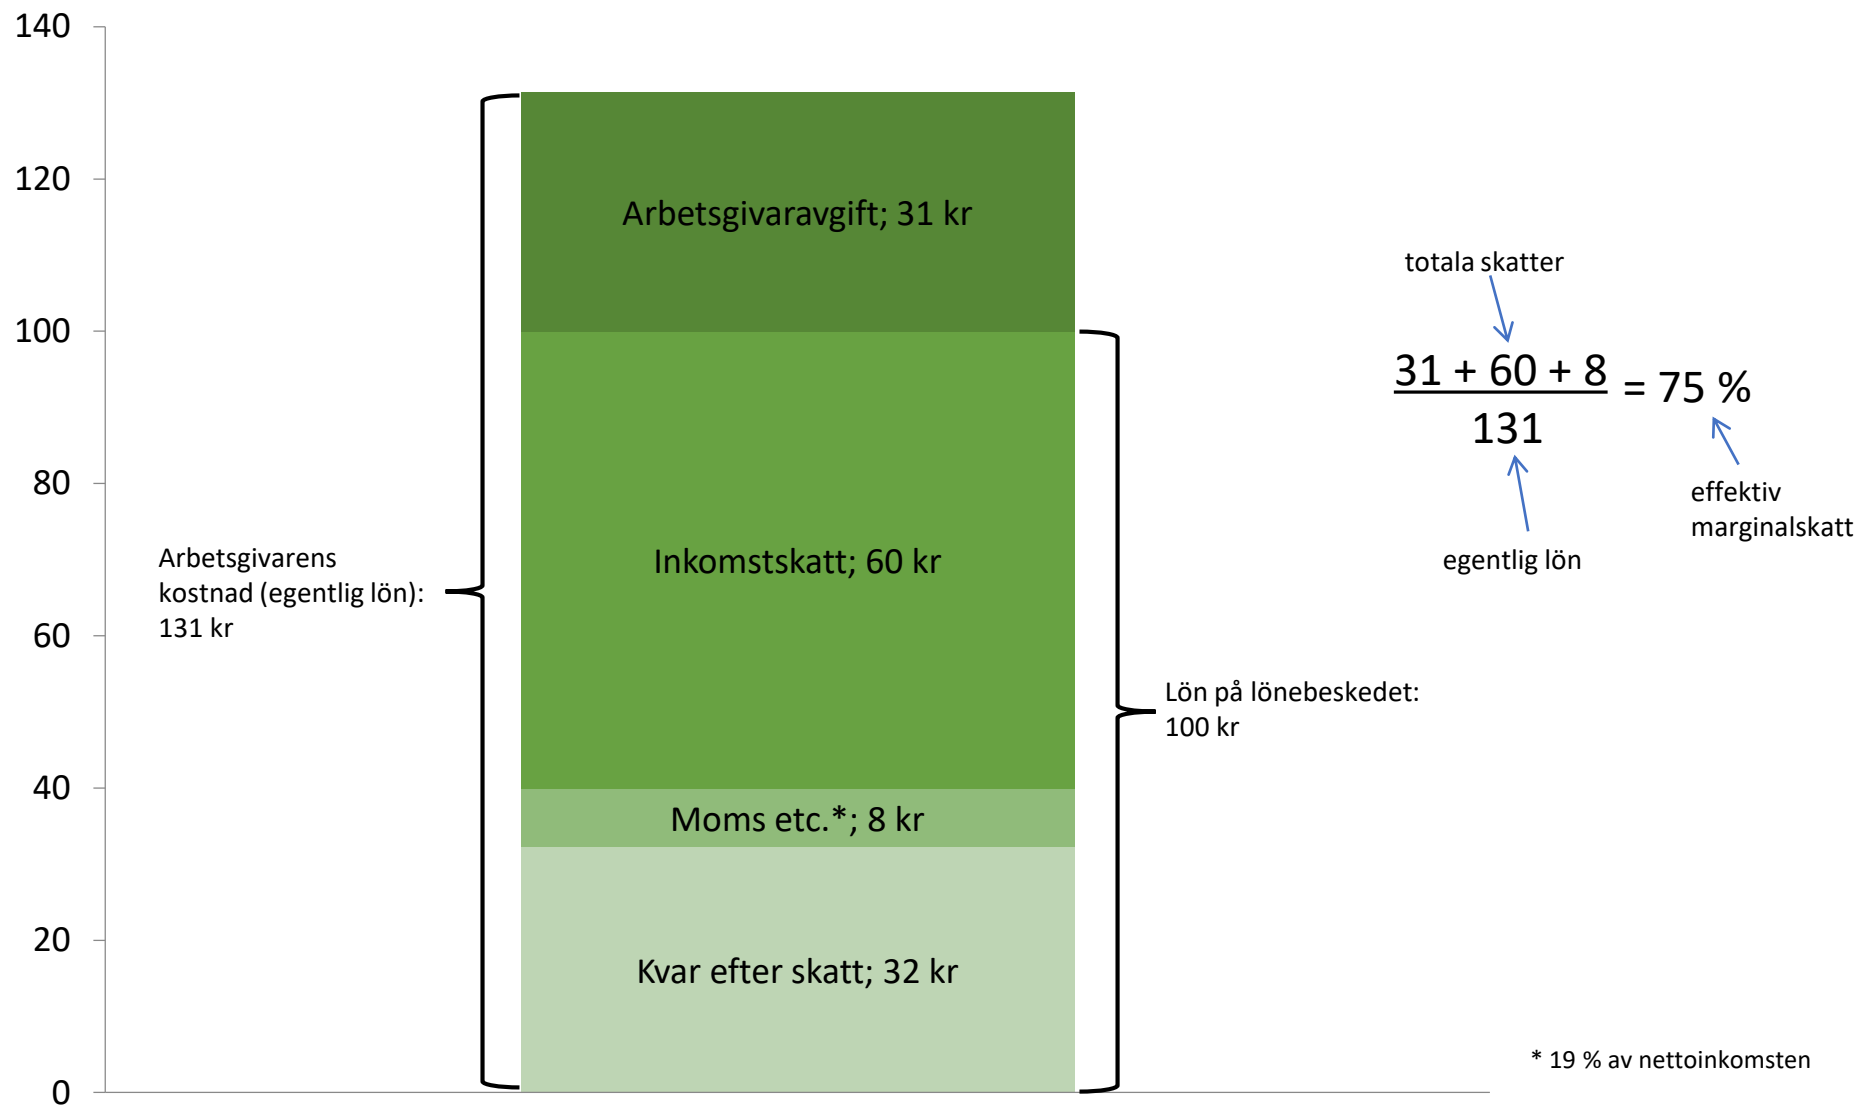 140
120
100
80
60
40
20
0
Arbetsgivarens
kostnad (egentlig lön):
131 kr
Arbetsgivaravgift; 31 kr
Inkomstskatt; 60 kr
Moms etc.*; 8 kr
Kvar efter skatt; 32 kr
Lön på lönebeskedet:
100 kr
totala skatter
31 + 60 + 8
= 75 %
131
effektiv
marginalskatt
egentlig lön
* 19 % av nettoinkomsten